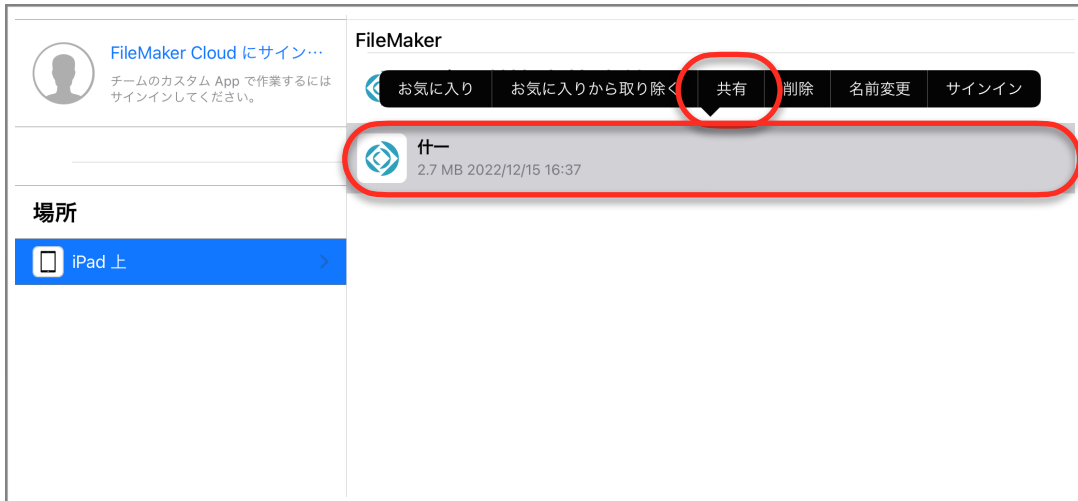 FileMaker Cloud にサイン…
チームのカスタム App で作業するには
サインインしてください。
場所
iPad 上
FileMaker
お気に入り お気に入りから取り除く 共有 削除 名前変更 サインイン
什一
2.7 MB 2022/12/15 16:37